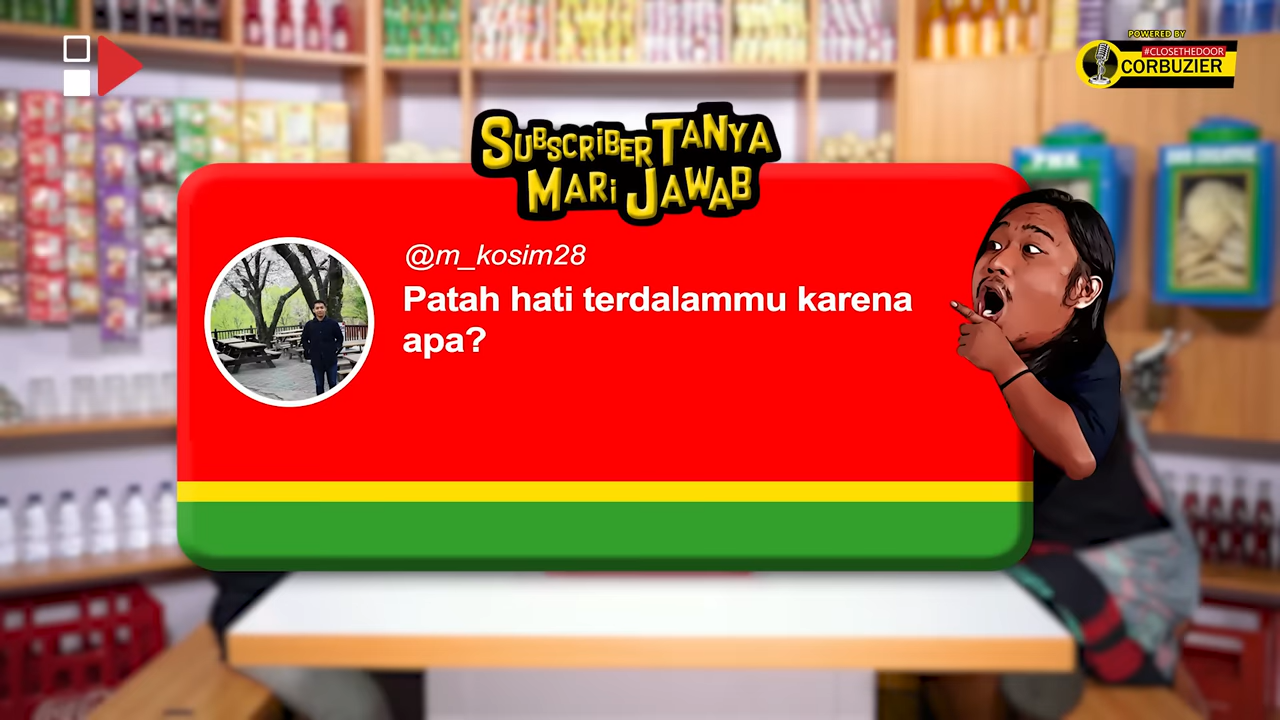 POWERED BY
#CLOSETHEDOOR
CORBUZIER
SUBSCRIBER TANYA
MARI JAWAB
@m_kosim28
Patah hati terdalammu karena
apa?